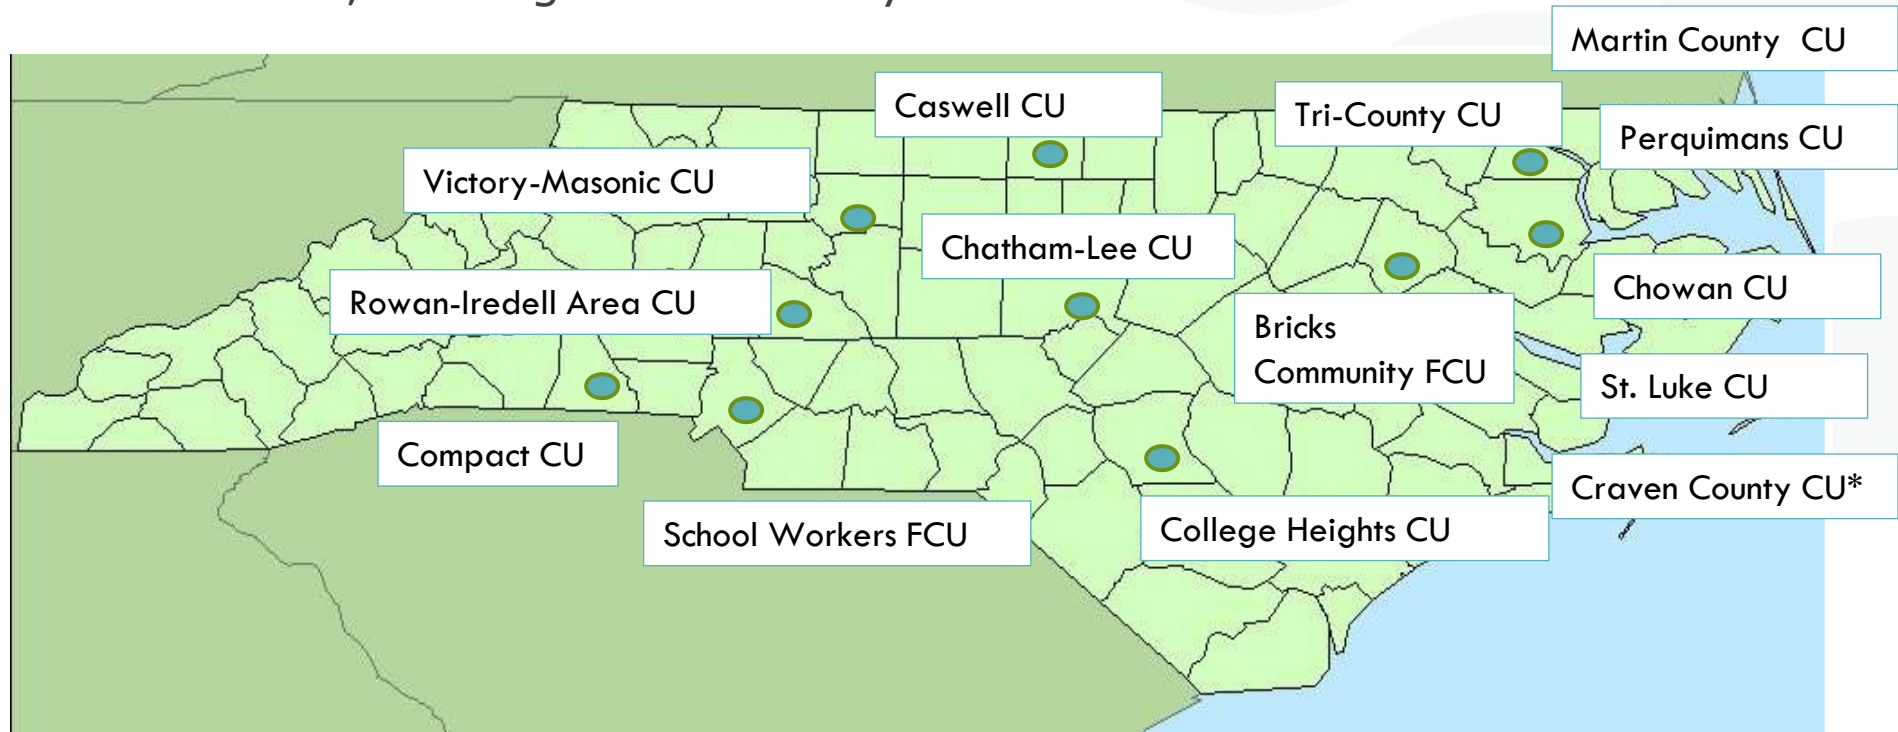 Martin County CU
Caswell CU
Tri-County CU
Perquimans CU
Victory-Masonic CU
Chatham-Lee CU
Rowan-Iredell Area CU
Chowan CU
Bricks
Community FCU
St. Luke CU
Compact CU
Craven County CU*
School Workers FCU
College Heights CU